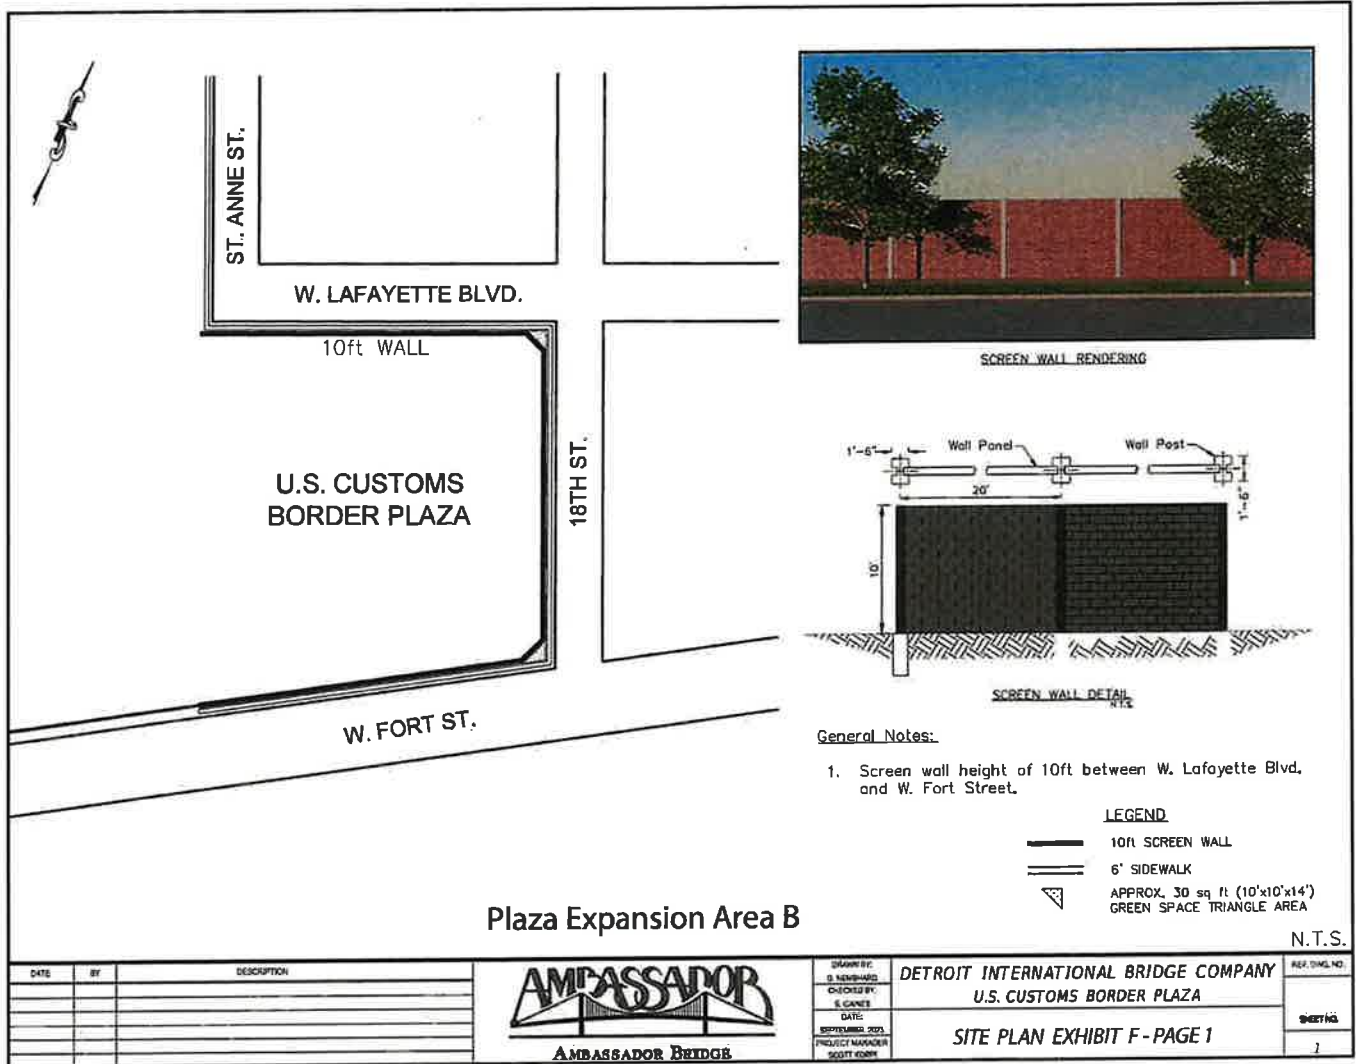 ST. ANNE ST.
W. LAFAYETTE BLVD.
10ft WALL
U.S. CUSTOMS
BORDER PLAZA
18TH ST.
W. FORT ST.
SCREEN WALL RENDERING
1'-6"
Wall Panel
Wall Post
20'
1'-6"
10'
SCREEN WALL DETAIL
N.T.S
General Notes:
1. Screen wall height of 10ft between W. Lafayette Blvd.
and W. Fort Street.
LEGEND
10ft SCREEN WALL
6' SIDEWALK
APPROX. 30 sq ft (10'x10'x14')
GREEN SPACE TRIANGLE AREA
Plaza Expansion Area B
N.T.S.
DATE BY DESCRIPTION
AMBASSADOR
AMBASSADOR BRIDGE
DRAWN BY:
CHECKED BY:
DATE:
SEPTEMBER 2021
PROJECT MANAGER
SCOTT
DETROIT INTERNATIONAL BRIDGE COMPANY
U.S. CUSTOMS BORDER PLAZA
SITE PLAN EXHIBIT F - PAGE 1
REF. DWG. NO.
SHEET NO.
1